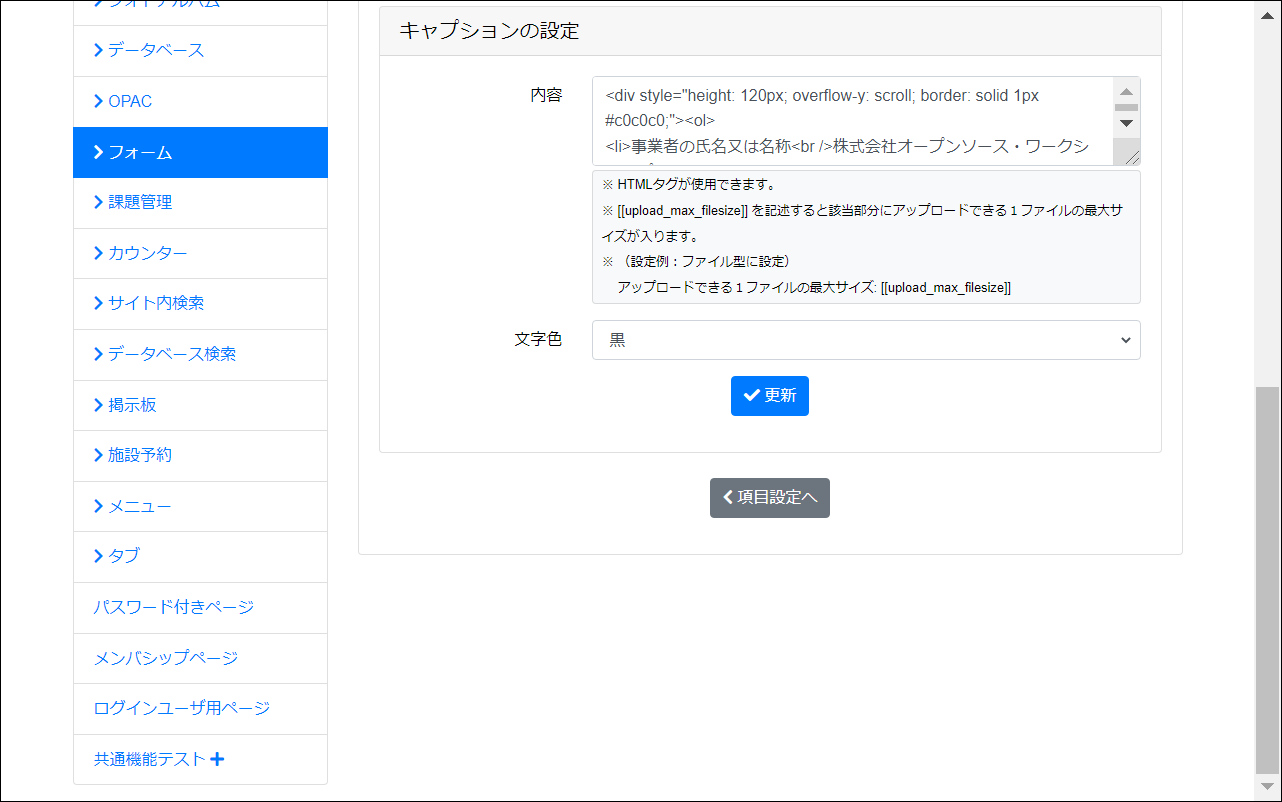 データベース
OPAC
フォーム
課題管理
カウンター
サイト内検索
データベース検索
掲示板
施設予約
メニュー
タブ
パスワード付きページ
メンバシップページ
ログインユーザ用ページ
共通機能テスト
キャプションの設定
内容
<div style="height: 120px; overflow-y: scroll; border: solid 1px
#c0c0c0;"><ol>
<li>事業者の氏名又は名称<br />株式会社オープンソース・ワークシ
※ HTMLタグが使用できます。
※ [[upload_max_filesize]] を記述すると該当部分にアップロードできる１ファイルの最大サ
イズが入ります。
※ （設定例：ファイル型に設定）
アップロードできる１ファイルの最大サイズ: [[upload_max_filesize]]
文字色
黒
更新
項目設定へ